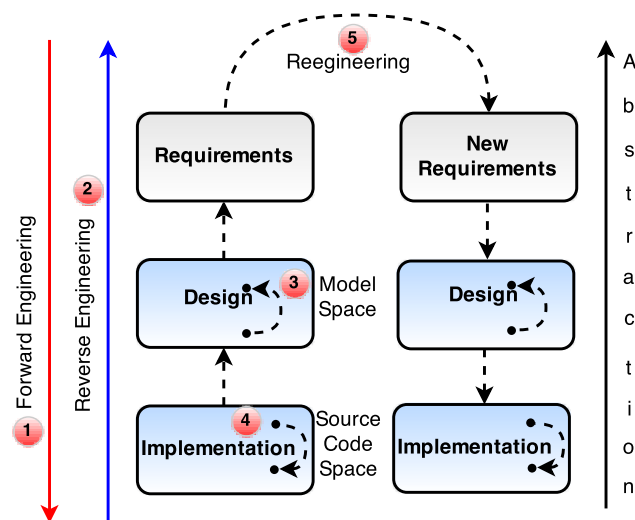 5
Reegineering
Requirements
New
Requirements
2
Forward Engineering
Reverse Engineering
3
Design
Model
Space
Design
1
4
Implementation
Source
Code
Space
Implementation
A
b
s
t
r
a
c
t
i
o
n